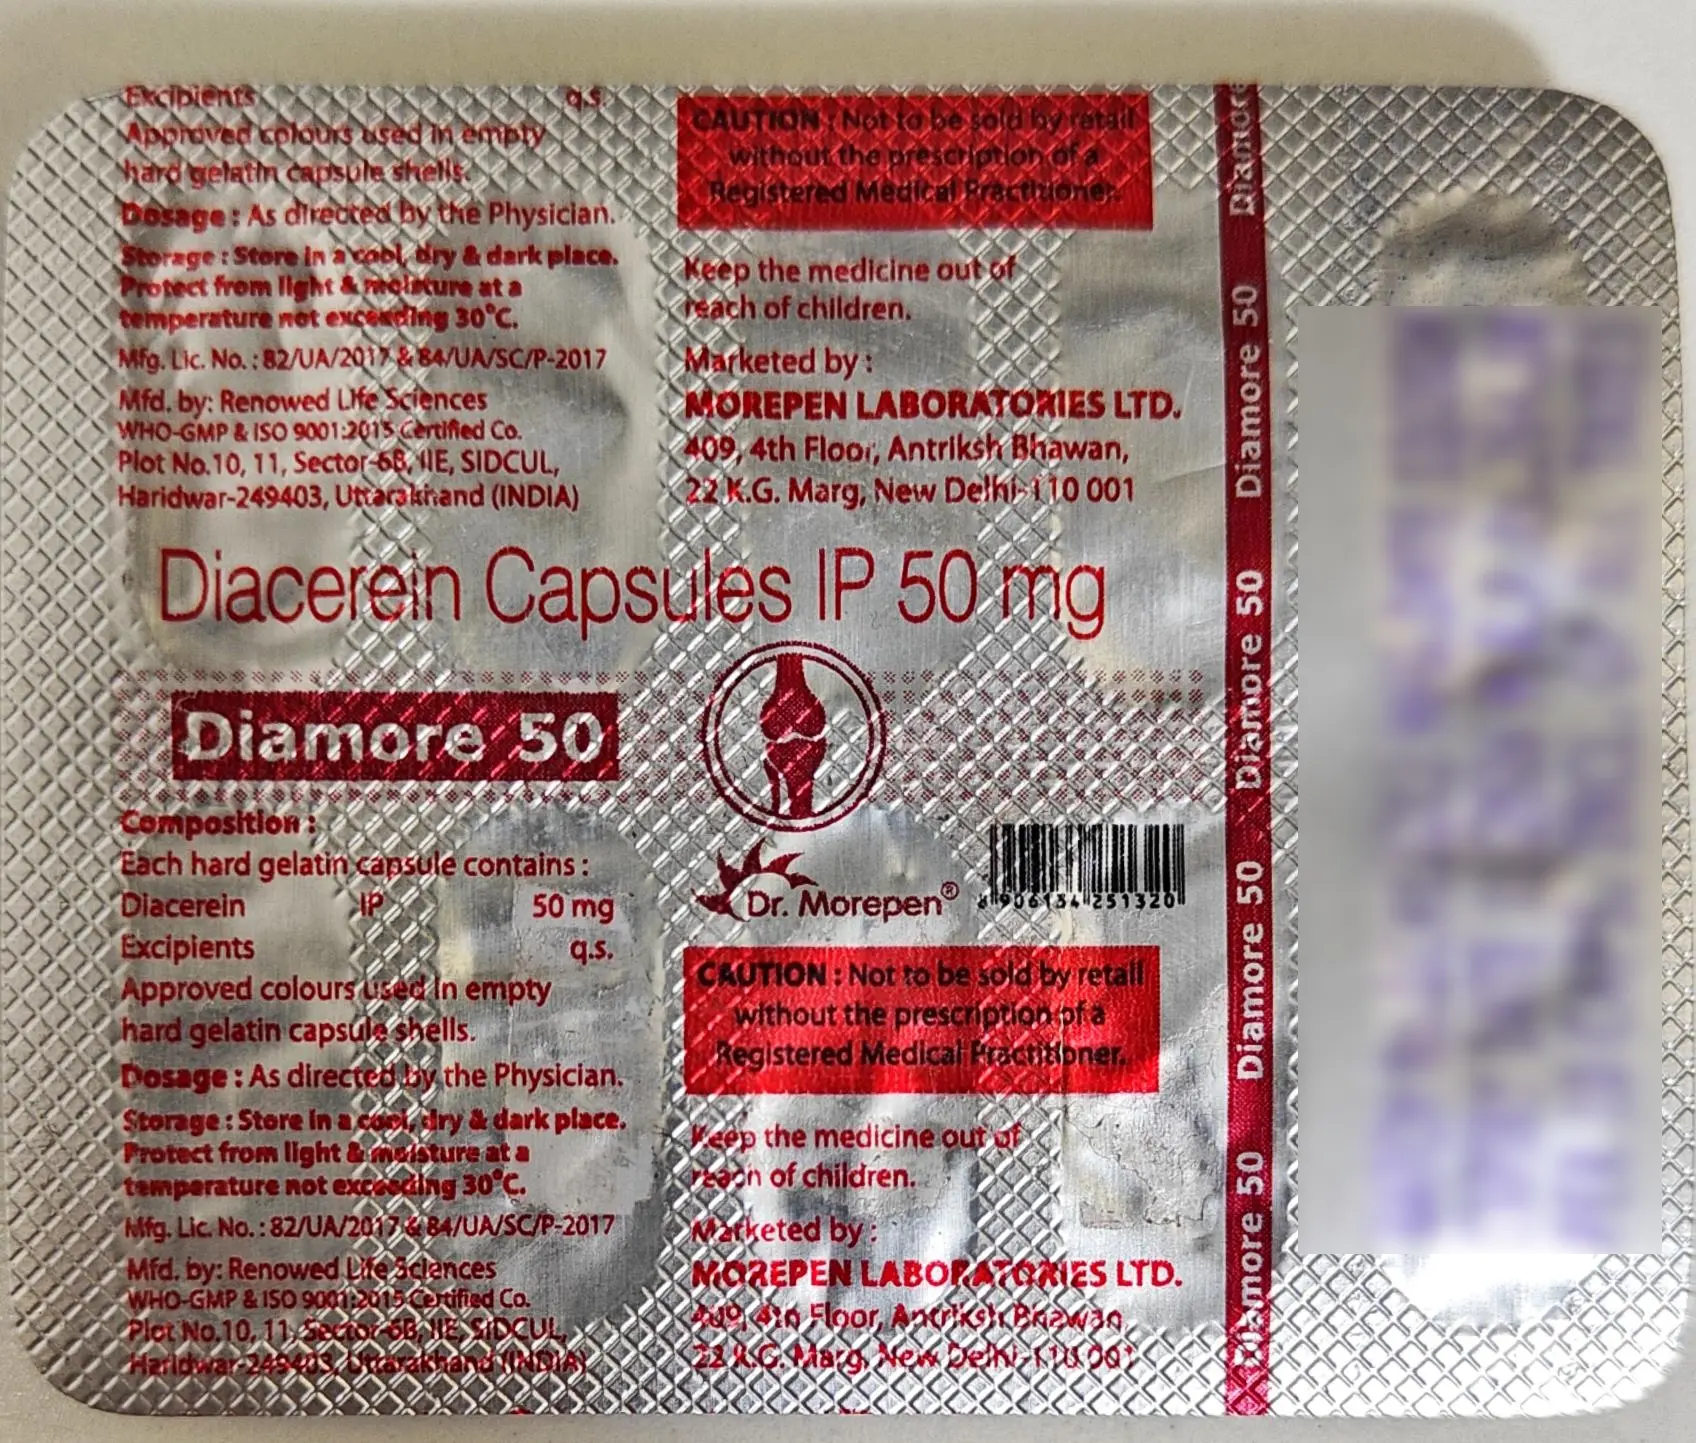 Excipients q.s.
Approved colours used in empty
hard gelatin capsule shells.
Dosage : As directed by the Physician.
Storage : Store in a cool, dry & dark place.
Protect from light & moisture at a
temperature not exceeding 30°C.
Mfg. Lic. No. : 82/UA/2017 & 84/UA/SC/P-2017
Mfd. by: Renowed Life Sciences
WHO-GMP & ISO 9001:2015 Certified Co.
Plot No.10, 11, Sector-6B, IIE, SIDCUL,
Haridwar-249403, Uttarakhand (INDIA)
CAUTION : Not to be sold by retail
without the prescription of a
Registered Medical Practitioner.
Keep the medicine out of
reach of children.
Marketed by :
MOREPEN LABORATORIES LTD.
409, 4th Floor, Antriksh Bhawan,
22 K.G. Marg, New Delhi-110 001
Diacerein Capsules IP 50 mg
Diamore 50
Composition :
Each hard gelatin capsule contains :
Diacerein IP 50 mg
Excipients q.s.
Approved colours used in empty
hard gelatin capsule shells.
Dosage : As directed by the Physician.
Storage : Store in a cool, dry & dark place.
Protect from light & moisture at a
temperature not exceeding 30°C.
Mfg. Lic. No. : 82/UA/2017 & 84/UA/SC/P-2017
Mfd. by: Renowed Life Sciences
WHO-GMP & ISO 9001:2015 Certified Co.
Plot No.10, 11, Sector-6B, IIE, SIDCUL,
Haridwar-249403, Uttarakhand (INDIA)
Dr. Morepen®
8906134251320
CAUTION : Not to be sold by retail
without the prescription of a
Registered Medical Practitioner.
Keep the medicine out of
reach of children.
Marketed by :
MOREPEN LABORATORIES LTD.
409, 4th Floor, Antriksh Bhawan,
22 K.G. Marg, New Delhi-110 001
Diamore 50 Diamore 50 Diamore 50 Diamore 50 Diamore